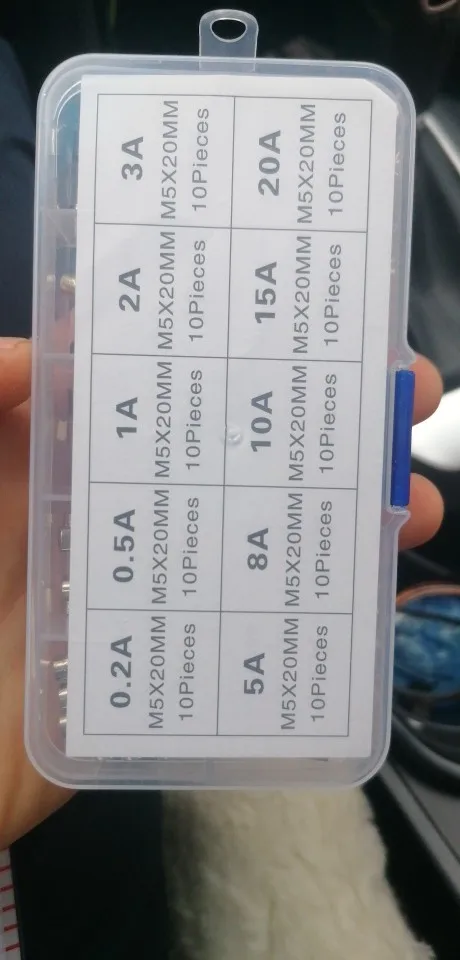 0.2A
M5X20MM
10Pieces
0.5A
M5X20MM
10Pieces
1A
M5X20MM
10Pieces
2A
M5X20MM
10Pieces
3A
M5X20MM
10Pieces
5A
M5X20MM
10Pieces
8A
M5X20MM
10Pieces
10A
M5X20MM
10Pieces
15A
M5X20MM
10Pieces
20A
M5X20MM
10Pieces